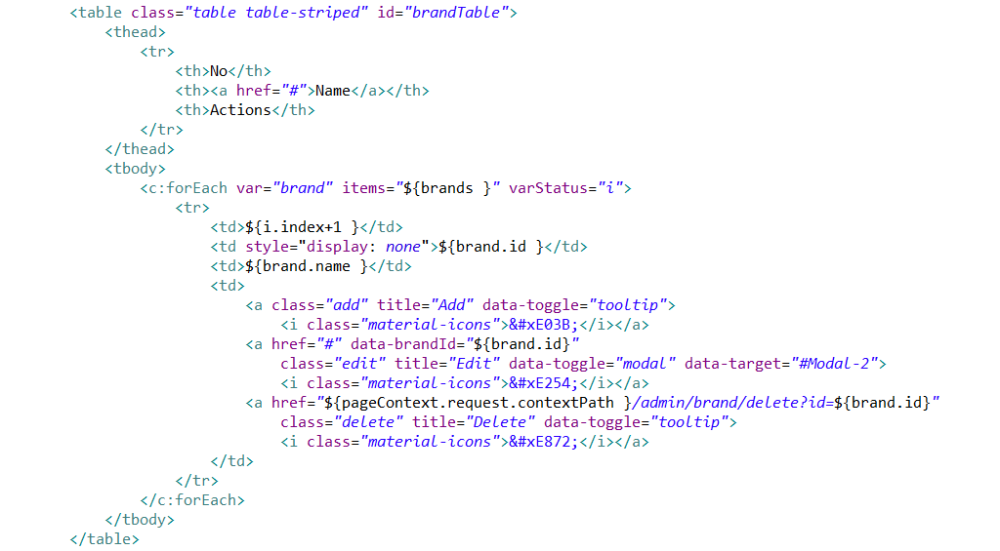 <table class="table table-striped" id="brandTable">
    <thead>
        <tr>
            <th>No</th>
            <th><a href="#">Name</a></th>
            <th>Actions</th>
        </tr>
    </thead>
    <tbody>
        <c:forEach var="brand" items="${brands }" varStatus="i">
            <tr>
                <td>${i.index+1 }</td>
                <td style="display: none">${brand.id }</td>
                <td>${brand.name }</td>
                <td>
                    <a class="add" title="Add" data-toggle="tooltip">
                        <i class="material-icons">&#xE03B;</i></a>
                    <a href="#" data-brandId="${brand.id}"
                        class="edit" title="Edit" data-toggle="modal" data-target="#Modal-2">
                        <i class="material-icons">&#xE254;</i></a>
                    <a href="${pageContext.request.contextPath }/admin/brand/delete?id=${brand.id}"
                        class="delete" title="Delete" data-toggle="tooltip">
                        <i class="material-icons">&#xE872;</i></a>
                </td>
            </tr>
        </c:forEach>
    </tbody>
</table>